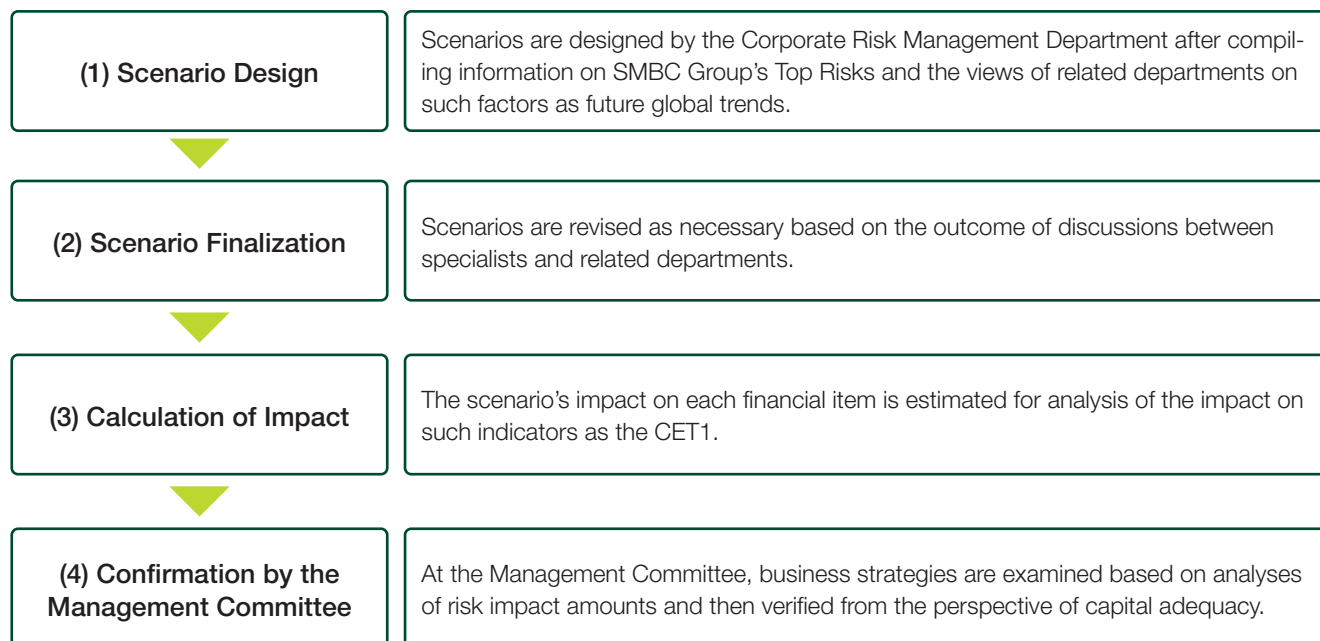 (1) Scenario Design
Scenarios are designed by the Corporate Risk Management Department after compil-
ing information on SMBC Group’s Top Risks and the views of related departments on
such factors as future global trends.
(2) Scenario Finalization
Scenarios are revised as necessary based on the outcome of discussions between
specialists and related departments.
(3) Calculation of Impact
The scenario’s impact on each financial item is estimated for analysis of the impact on
such indicators as the CET1.
(4) Confirmation by the
Management Committee
At the Management Committee, business strategies are examined based on analyses
of risk impact amounts and then verified from the perspective of capital adequacy.